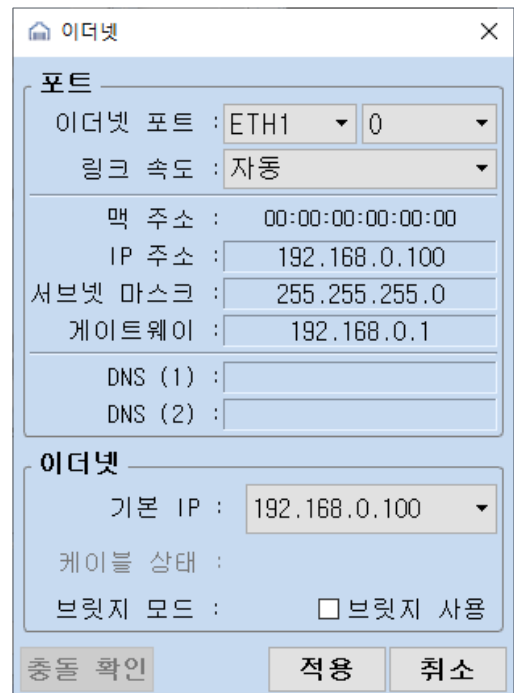 이더넷
포트
이더넷 포트 : ETH1 0
링크 속도 : 자동
맥 주소 : 00:00:00:00:00:00
IP 주소 : 192.168.0.100
서브넷 마스크 : 255.255.255.0
게이트웨이 : 192.168.0.1
DNS (1) :
DNS (2) :
이더넷
기본 IP : 192.168.0.100
케이블 상태 :
브릿지 모드 : 브릿지 사용
충돌 확인 적용 취소